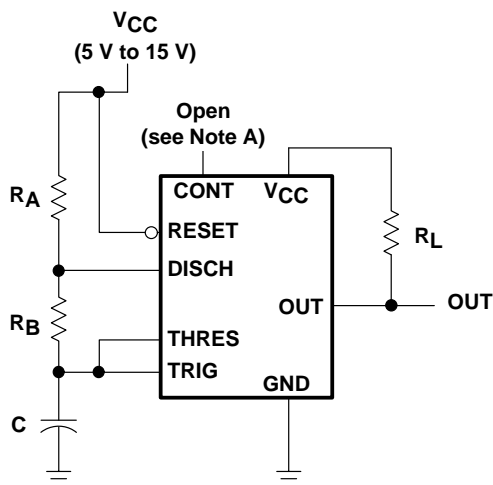 VCC
(5 V to 15 V)
Open
(see Note A)
CONT
VCC
RA
RESET
RL
DISCH
OUT
OUT
RB
THRES
TRIG
GND
C